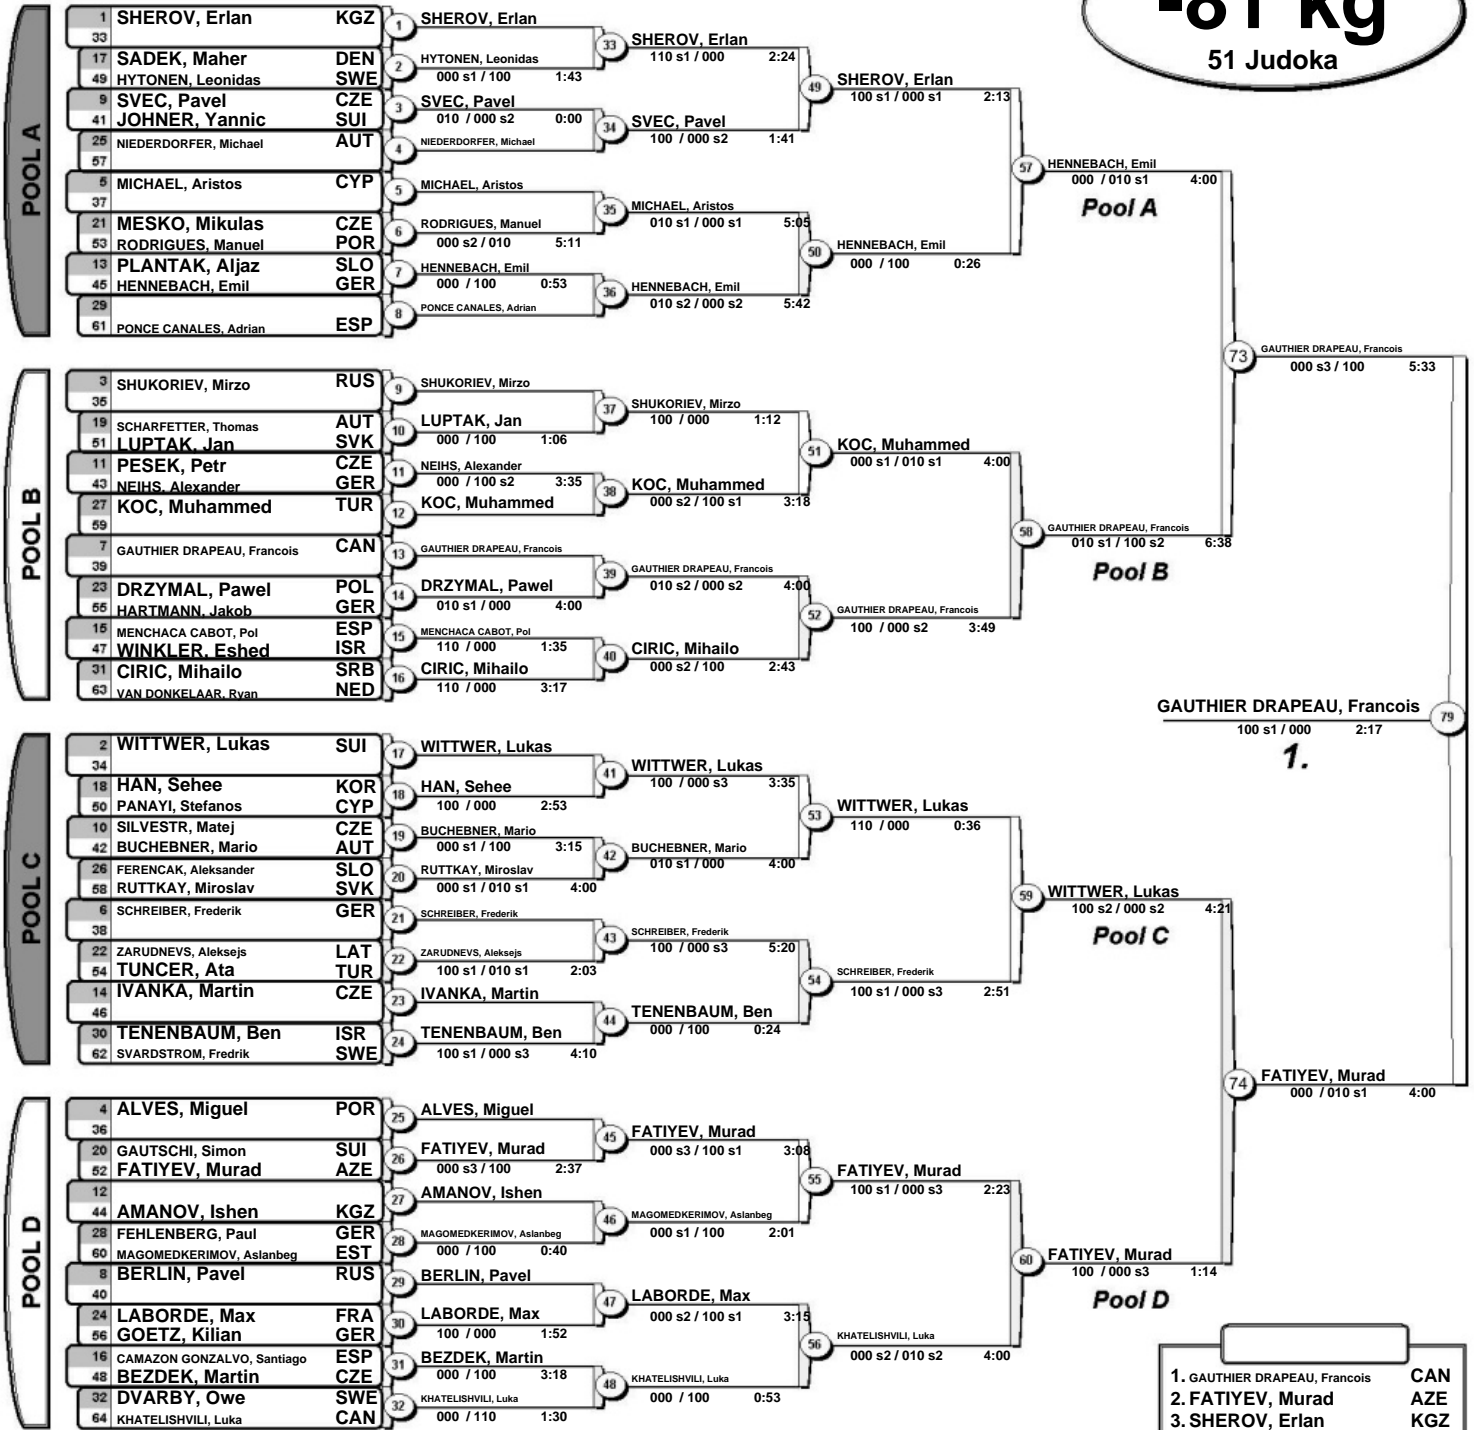 -81 kg
51 Judoka
POOL A
1 SHEROV, Erlan KGZ
33
17 SADEK, Maher DEN
49 HYTONEN, Leonidas SWE
9 SVEC, Pavel CZE
41 JOHNER, Yannic SUI
25 NIEDERDORFER, Michael AUT
57
5 MICHAEL, Aristos CYP
37
21 MESKO, Mikulas CZE
53 RODRIGUES, Manuel POR
13 PLANTAK, Aljaz SLO
45 HENNEBACH, Emil GER
29
61 PONCE CANALES, Adrian ESP
1 SHEROV, Erlan
2 HYTONEN, Leonidas
000 s1 / 100 1:43
3 SVEC, Pavel
010 / 000 s2 0:00
4 NIEDERDORFER, Michael
5 MICHAEL, Aristos
6 RODRIGUES, Manuel
000 s2 / 010 5:11
7 HENNEBACH, Emil
000 / 100 0:53
8 PONCE CANALES, Adrian
33 SHEROV, Erlan
110 s1 / 000 2:24
34 SVEC, Pavel
100 / 000 s2 1:41
35 MICHAEL, Aristos
010 s1 / 000 s1 5:05
36 HENNEBACH, Emil
010 s2 / 000 s2 5:42
49 SHEROV, Erlan
100 s1 / 000 s1 2:13
50 HENNEBACH, Emil
000 / 100 0:26
57 HENNEBACH, Emil
000 / 010 s1 4:00
Pool A
POOL B
3 SHUKORIEV, Mirzo RUS
35
19 SCHARFETTER, Thomas AUT
51 LUPTAK, Jan SVK
11 PESEK, Petr CZE
43 NEIHS, Alexander GER
27 KOC, Muhammed TUR
59
7 GAUTHIER DRAPEAU, Francois CAN
39
23 DRZYMAL, Pawel POL
55 HARTMANN, Jakob GER
15 MENCHACA CABOT, Pol ESP
47 WINKLER, Eshed ISR
31 CIRIC, Mihailo SRB
63 VAN DONKELAAR, Ryan NED
9 SHUKORIEV, Mirzo
10 LUPTAK, Jan
000 / 100 1:06
11 NEIHS, Alexander
000 / 100 s2 3:35
12 KOC, Muhammed
13 GAUTHIER DRAPEAU, Francois
14 DRZYMAL, Pawel
010 s1 / 000 4:00
15 MENCHACA CABOT, Pol
110 / 000 1:35
16 CIRIC, Mihailo
110 / 000 3:17
37 SHUKORIEV, Mirzo
100 / 000 1:12
38 KOC, Muhammed
000 s2 / 100 s1 3:18
39 GAUTHIER DRAPEAU, Francois
010 s2 / 000 s2 4:00
40 CIRIC, Mihailo
000 s2 / 100 2:43
51 KOC, Muhammed
000 s1 / 010 s1 4:00
52 GAUTHIER DRAPEAU, Francois
100 / 000 s2 3:49
58 GAUTHIER DRAPEAU, Francois
010 s1 / 100 s2 6:38
Pool B
73 GAUTHIER DRAPEAU, Francois
000 s3 / 100 5:33
GAUTHIER DRAPEAU, Francois 79
100 s1 / 000 2:17
1.
POOL C
2 WITTWER, Lukas SUI
34
18 HAN, Sehee KOR
50 PANAYI, Stefanos CYP
10 SILVESTR, Matej CZE
42 BUCHEBNER, Mario AUT
26 FERENCAK, Aleksander SLO
58 RUTTKAY, Miroslav SVK
6 SCHREIBER, Frederik GER
38
22 ZARUDNEVS, Aleksejs LAT
54 TUNCER, Ata TUR
14 IVANKA, Martin CZE
46
30 TENENBAUM, Ben ISR
62 SVARDSTROM, Fredrik SWE
17 WITTWER, Lukas
18 HAN, Sehee
100 / 000 2:53
19 BUCHEBNER, Mario
000 s1 / 100 3:15
20 RUTTKAY, Miroslav
000 s1 / 010 s1 4:00
21 SCHREIBER, Frederik
22 ZARUDNEVS, Aleksejs
100 s1 / 010 s1 2:03
23 IVANKA, Martin
24 TENENBAUM, Ben
100 s1 / 000 s3 4:10
41 WITTWER, Lukas
100 / 000 s3 3:35
42 BUCHEBNER, Mario
010 s1 / 000 4:00
43 SCHREIBER, Frederik
100 / 000 s3 5:20
44 TENENBAUM, Ben
000 / 100 0:24
53 WITTWER, Lukas
110 / 000 0:36
54 SCHREIBER, Frederik
100 s1 / 000 s3 2:51
59 WITTWER, Lukas
100 s2 / 000 s2 4:21
Pool C
POOL D
4 ALVES, Miguel POR
36
20 GAUTSCHI, Simon SUI
52 FATIYEV, Murad AZE
12
44 AMANOV, Ishen KGZ
28 FEHLENBERG, Paul GER
60 MAGOMEDKERIMOV, Aslanbeg EST
8 BERLIN, Pavel RUS
40
24 LABORDE, Max FRA
56 GOETZ, Kilian GER
16 CAMAZON GONZALVO, Santiago ESP
48 BEZDEK, Martin CZE
32 DVARBY, Owe SWE
64 KHATELISHVILI, Luka CAN
25 ALVES, Miguel
26 FATIYEV, Murad
000 s3 / 100 2:37
27 AMANOV, Ishen
28 MAGOMEDKERIMOV, Aslanbeg
000 / 100 0:40
29 BERLIN, Pavel
30 LABORDE, Max
100 / 000 1:52
31 BEZDEK, Martin
000 / 100 3:18
32 KHATELISHVILI, Luka
000 / 110 1:30
45 FATIYEV, Murad
000 s3 / 100 s1 3:08
46 MAGOMEDKERIMOV, Aslanbeg
000 s1 / 100 2:01
47 LABORDE, Max
000 s2 / 100 s1 3:15
48 KHATELISHVILI, Luka
000 / 100 0:53
55 FATIYEV, Murad
100 s1 / 000 s3 2:23
56 KHATELISHVILI, Luka
000 s2 / 010 s2 4:00
60 FATIYEV, Murad
100 / 000 s3 1:14
Pool D
74 FATIYEV, Murad
000 / 010 s1 4:00
1. GAUTHIER DRAPEAU, Francois CAN
2. FATIYEV, Murad AZE
3. SHEROV, Erlan KGZ